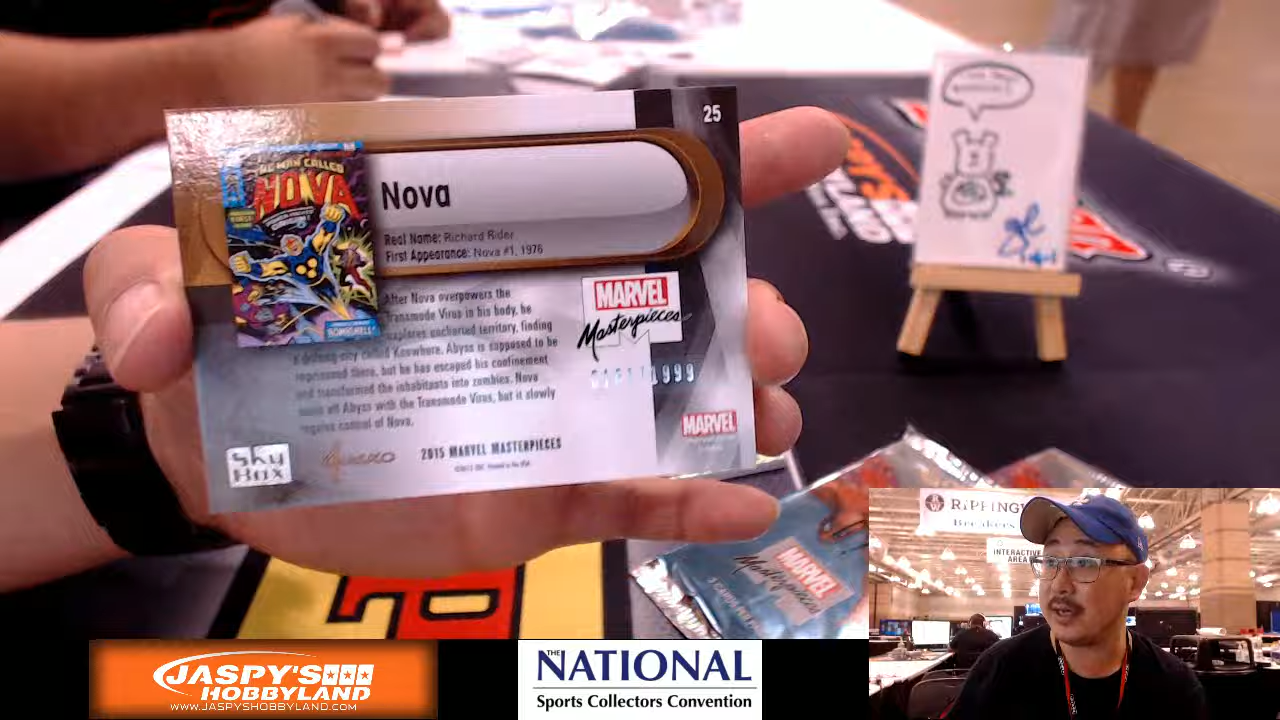 25
THE MAN CALLED
NOVA
Nova
Real Name: Richard Rider
First Appearance: Nova #1, 1976
After Nova overpowers the
Transmode Virus in his body, he
explores uncharted territory, finding
city called Knowhere. Abyss is supposed to be
imprisoned there, but he has escaped his confinement
and transformed the inhabitants into zombies. Nova
Abyss with the Transmode Virus, but it slowly
control of Nova.
MARVEL
Masterpieces
999
MARVEL
SkyBox
2015 MARVEL MASTERPIECES
MARVEL
Masterpieces
RIPPING
Breakers
INTERACTIVE
AREA
JASPY'S
HOBBYLAND
WWW.JASPYSHOBBYLAND.COM
THE NATIONAL
Sports Collectors Convention